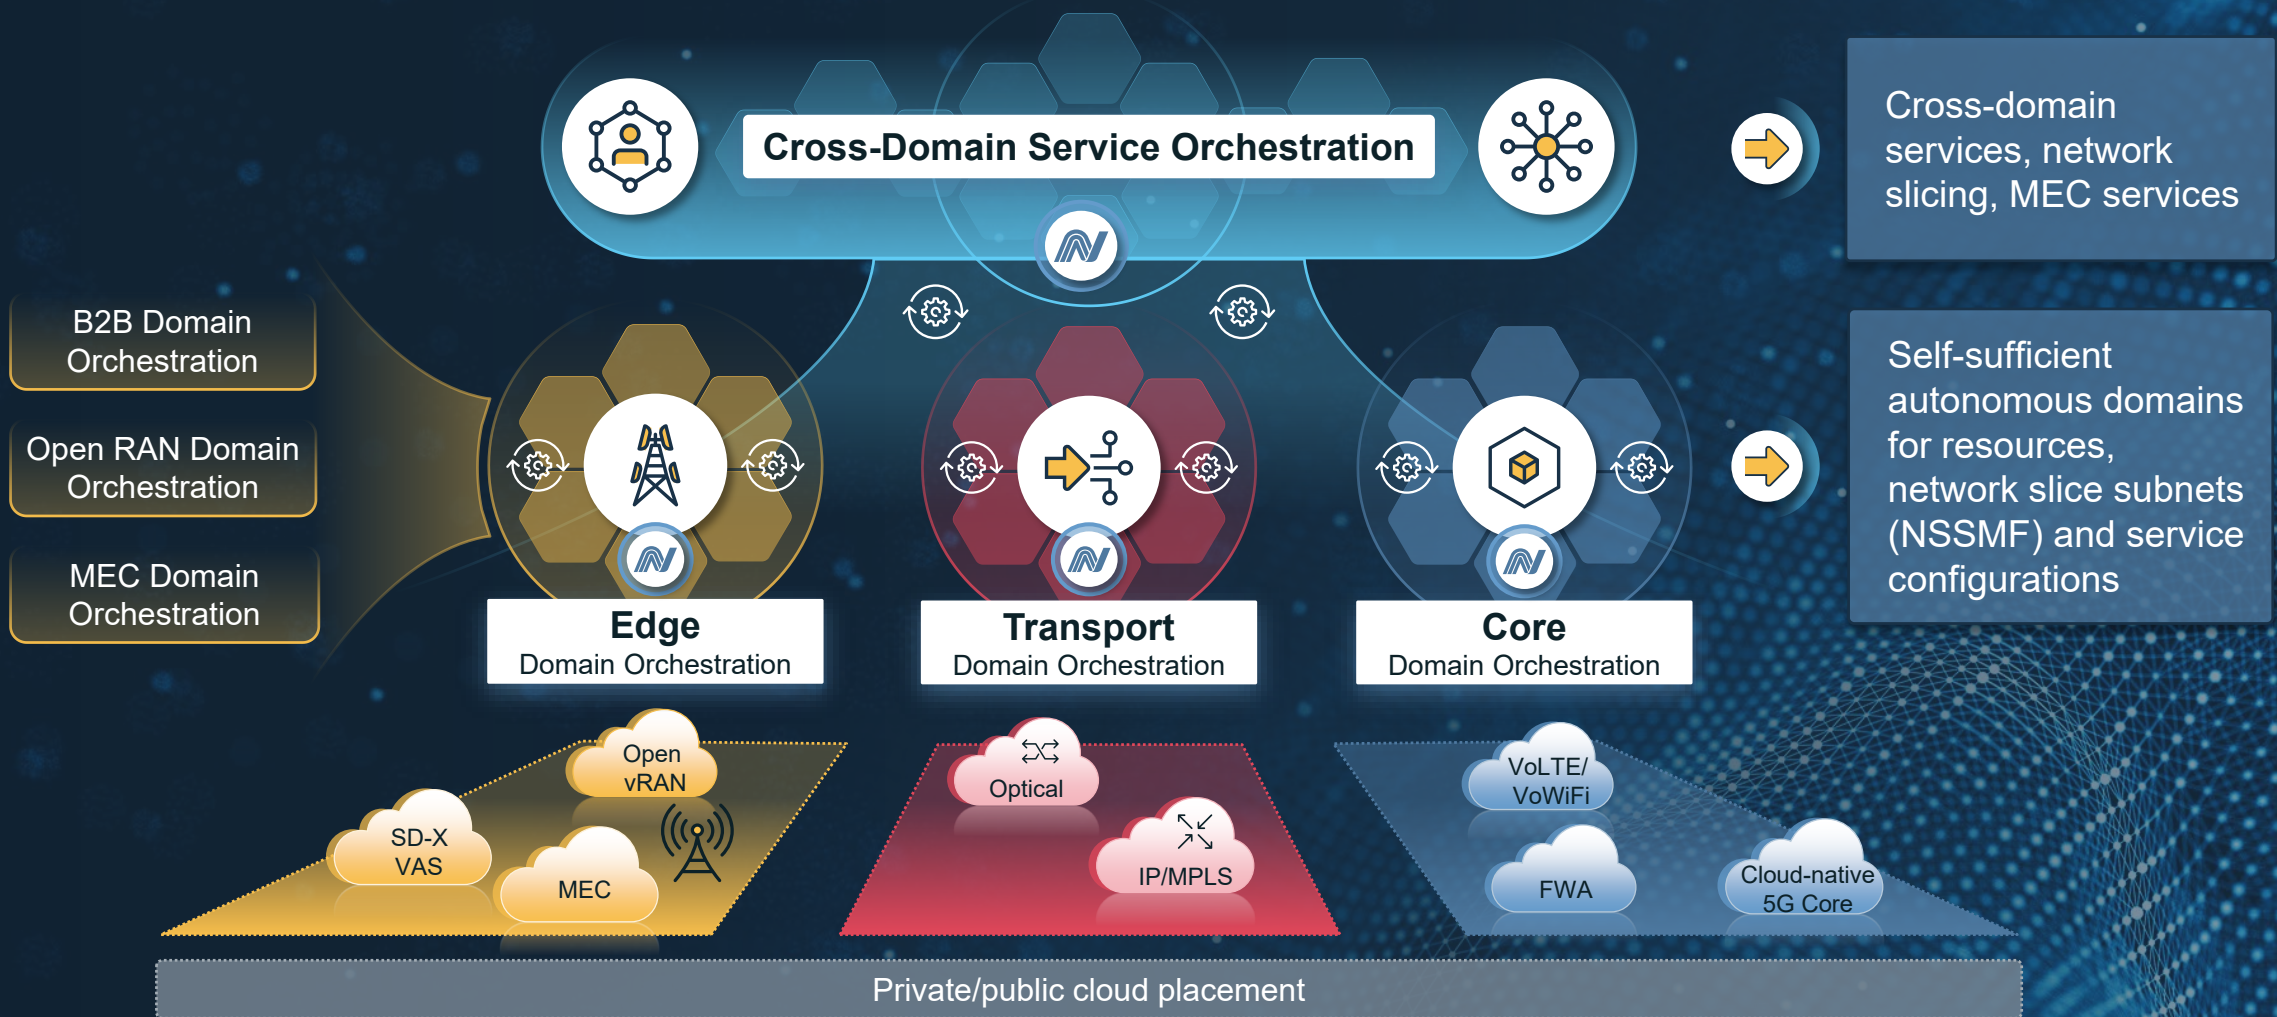 Cross-Domain Service Orchestration
Cross-domain
services, network
slicing, MEC services
B2B Domain
Orchestration
Open RAN Domain
Orchestration
MEC Domain
Orchestration
Self-sufficient
autonomous domains
for resources,
network slice subnets
(NSSMF) and service
configurations
Edge
Domain Orchestration
Transport
Domain Orchestration
Core
Domain Orchestration
Open
vRAN
SD-X
VAS
MEC
Optical
IP/MPLS
VoLTE/
VoWiFi
FWA
Cloud-native
5G Core
Private/public cloud placement